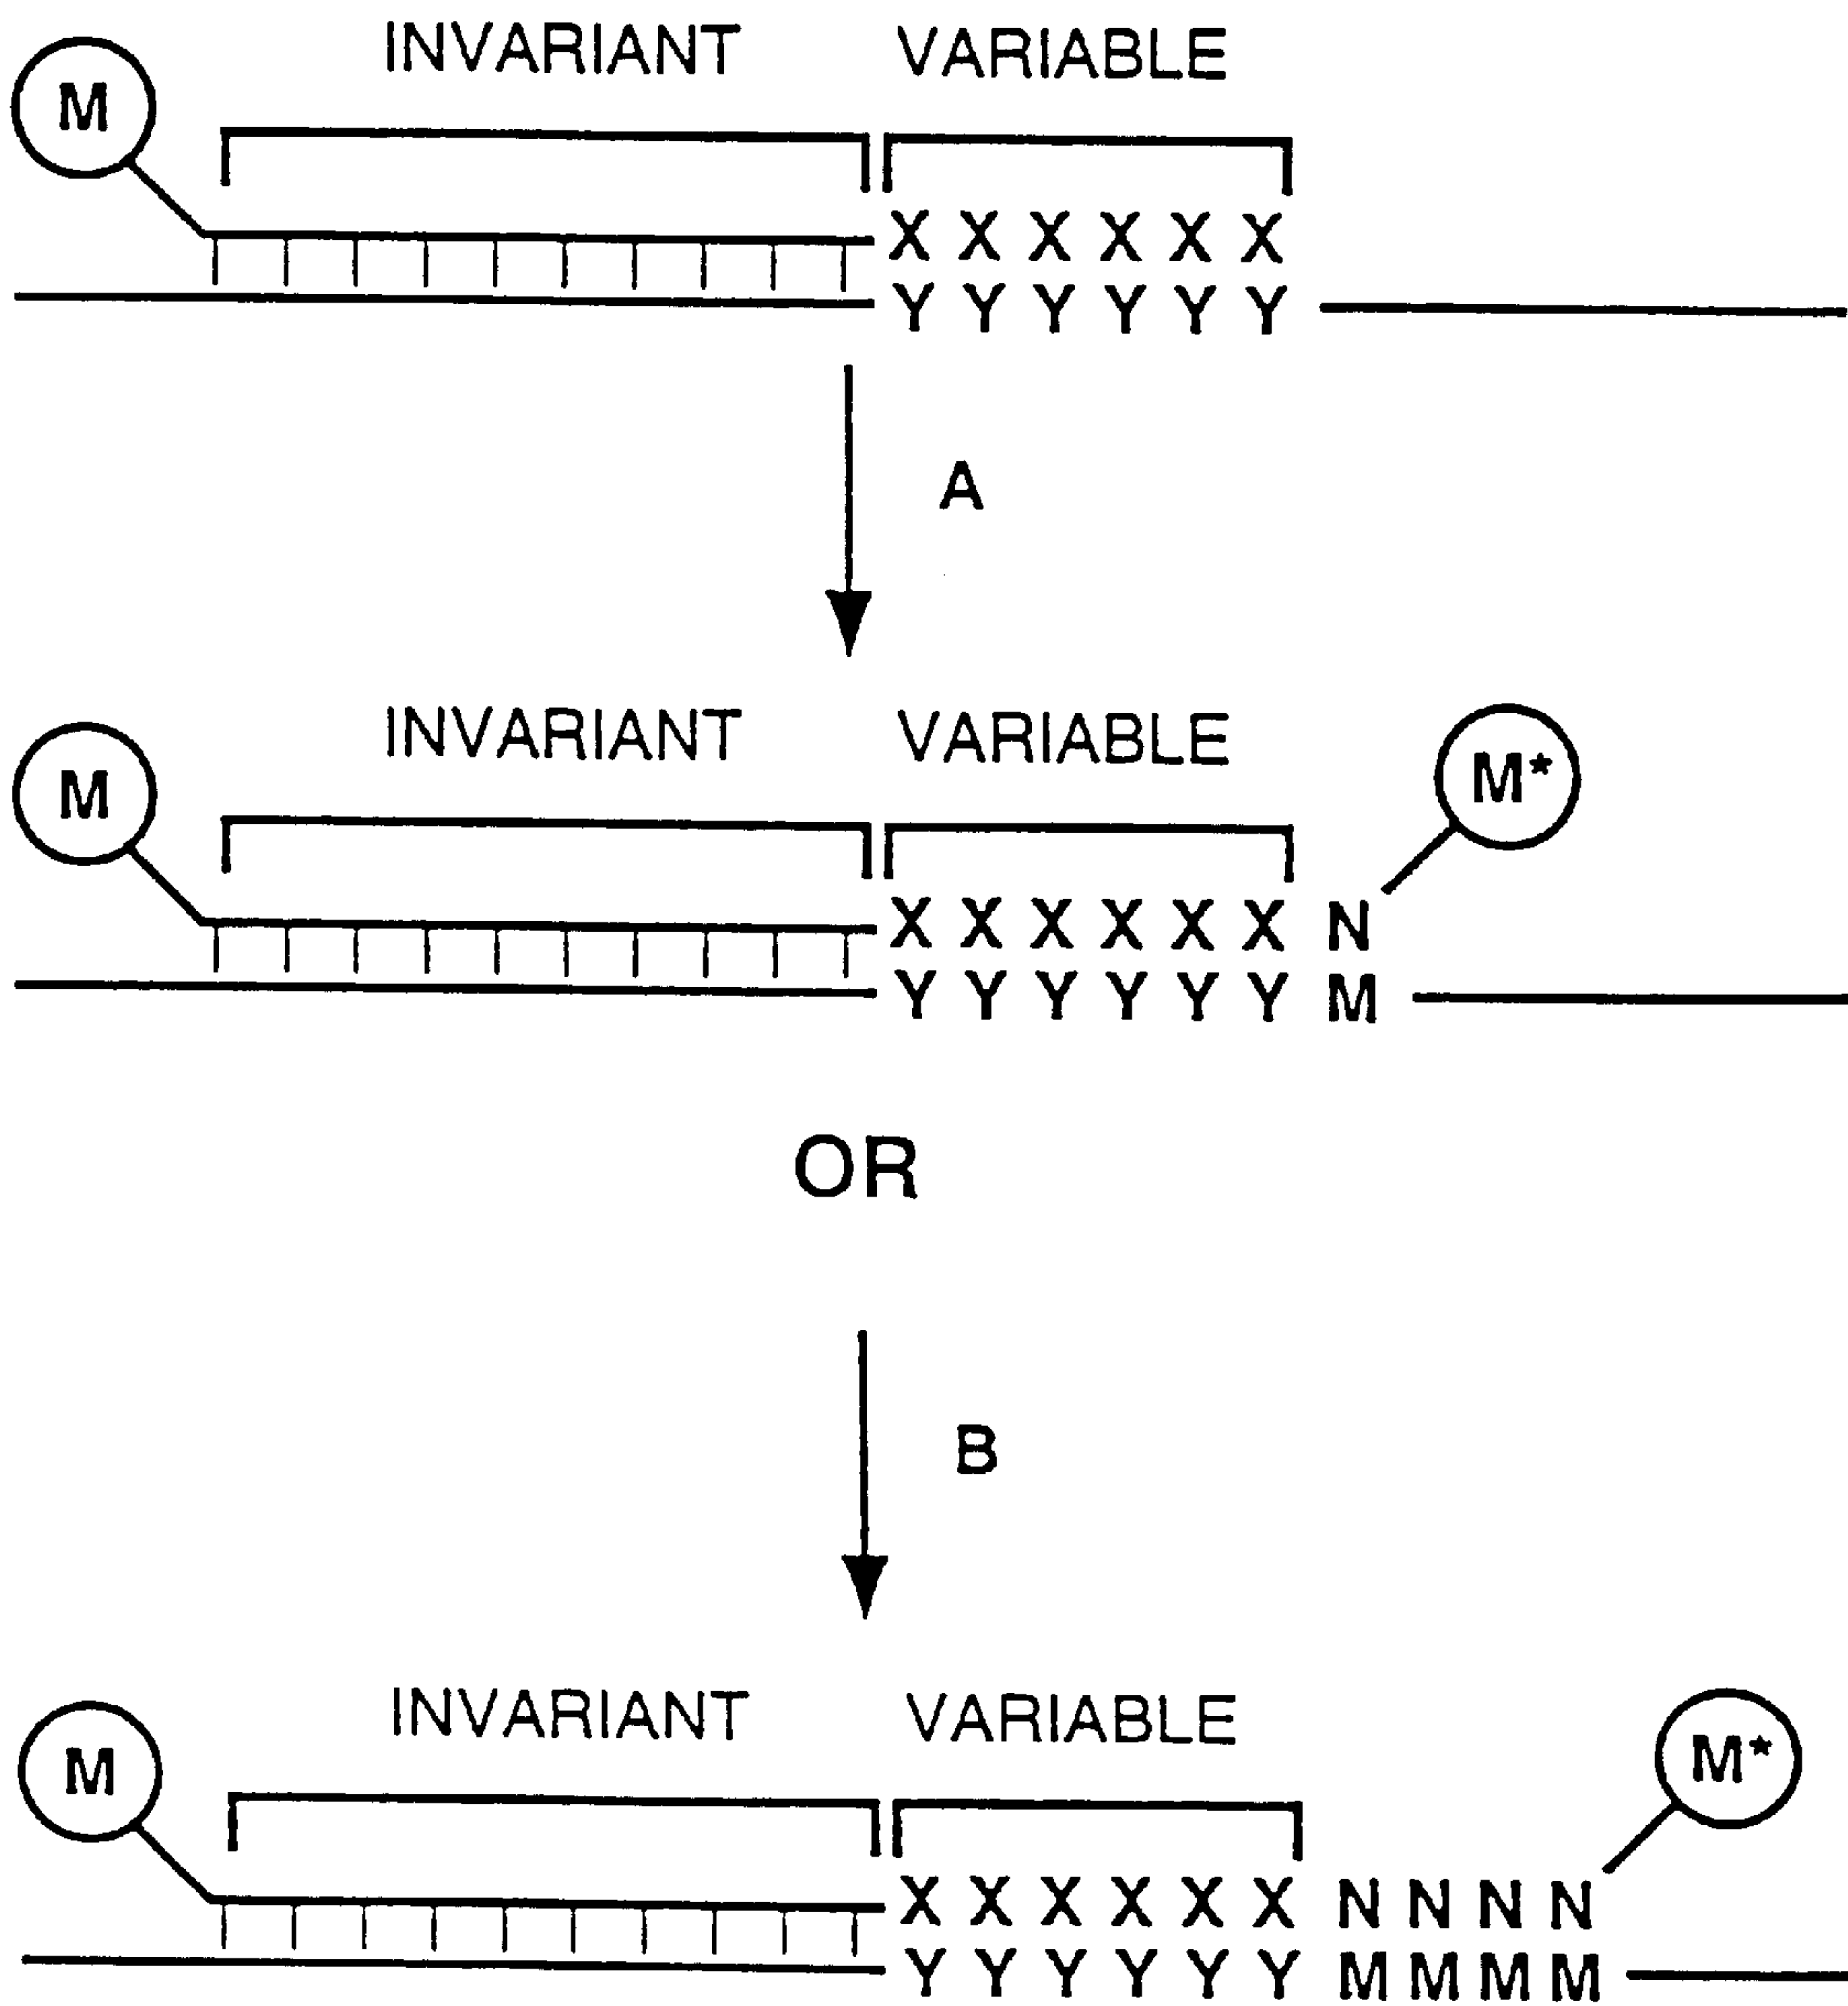 INVARIANT VARIABLE
M
X X X X X X
Y Y Y Y Y Y
A
INVARIANT VARIABLE
M M*
X X X X X X N
Y Y Y Y Y Y M
OR
B
INVARIANT VARIABLE
M M*
X X X X X X N N N N
Y Y Y Y Y Y M M M M